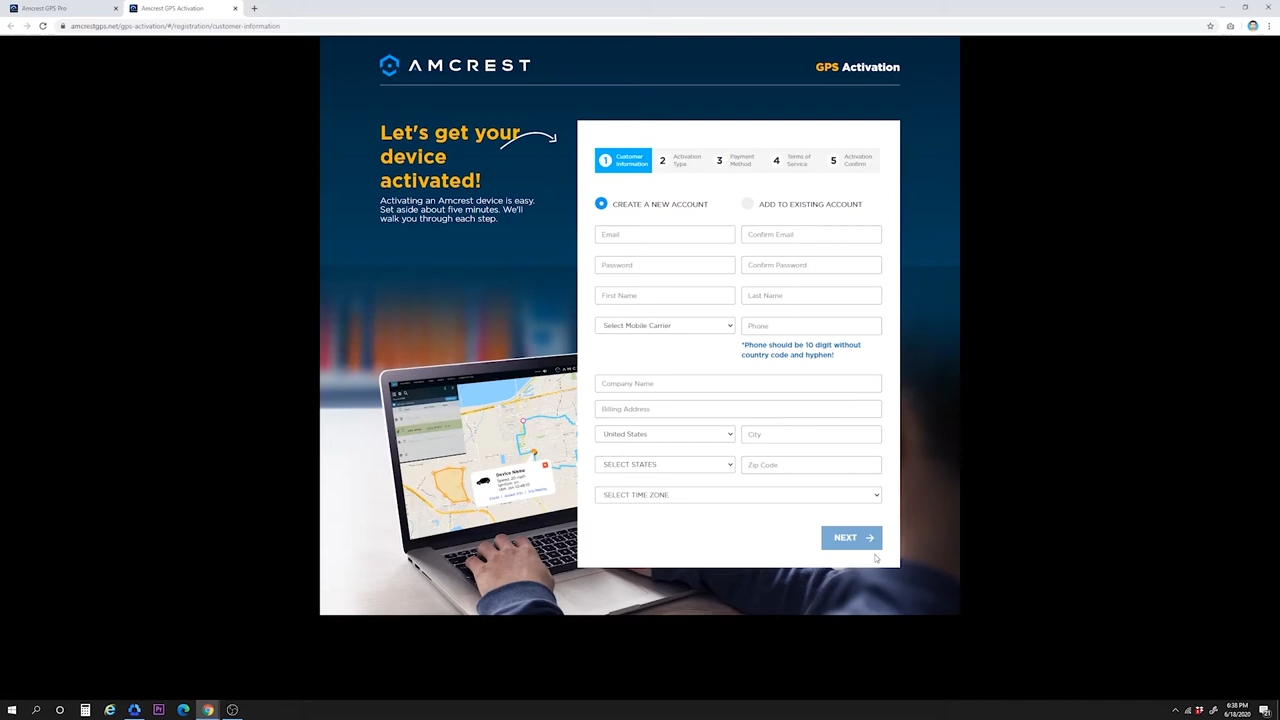 Amcrest GPS Pro
Amcrest GPS Activation
amcrestgps.net/gps-activation/#/registration/customer-information
AMCREST
GPS Activation
Let's get your
device
activated!
Activating an Amcrest device is easy.
Set aside about five minutes. We'll
walk you through each step.
1 Customer Information
2 Activation Type
3 Payment Method
4 Terms of Service
5 Activation Confirm
CREATE A NEW ACCOUNT
ADD TO EXISTING ACCOUNT
Email
Confirm Email
Password
Confirm Password
First Name
Last Name
Select Mobile Carrier
Phone
*Phone should be 10 digit without
country code and hyphen!
Company Name
Billing Address
United States
City
SELECT STATES
Zip Code
SELECT TIME ZONE
NEXT
Device Name
6:38 PM
6/18/2020